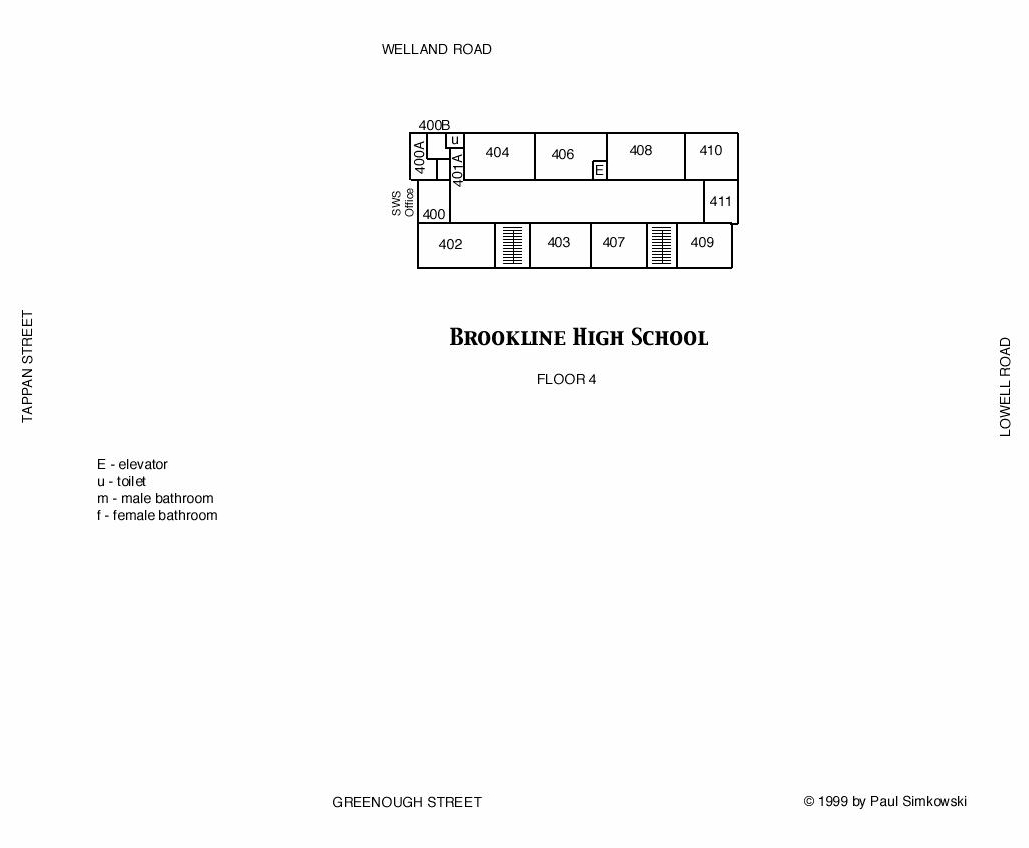 WELLAND ROAD
400B
u
400A
401A
404
406
E
408
410
SWS
Office
400
411
402
403
407
409
Brookline High School
FLOOR 4
TAPPAN STREET
LOWELL ROAD
E - elevator
u - toilet
m - male bathroom
f - female bathroom
GREENOUGH STREET
© 1999 by Paul Simkowski